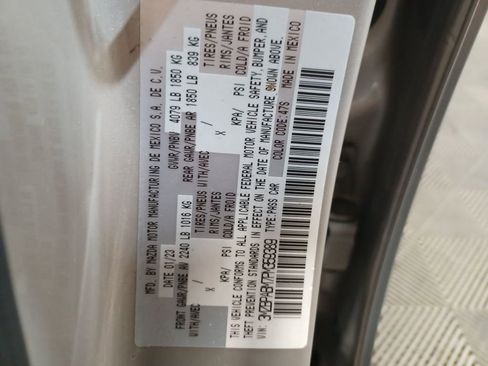 MFD. BY MAZDA MOTOR MANUFACTURING DE MEXICO S.A. DE C.V.
DATE: 01/23 GVWR/PNBV 4079 LB 1850 KG
FRONT GAWR/PNBE AV 2240 LB 1016 KG REAR GAWR/PNBE AR 1850 LB 839 KG
WITH/AVEC TIRES/PNEUS WITH/AVEC TIRES/PNEUS
X RIMS/JANTES X RIMS/JANTES
KPA/ PSI COLD/A FROID KPA/ PSI COLD/A FROID
THIS VEHICLE CONFORMS TO ALL APPLICABLE FEDERAL MOTOR VEHICLE SAFETY, BUMPER, AND
THEFT PREVENTION STANDARDS IN EFFECT ON THE DATE OF MANUFACTURE SHOWN ABOVE.
TYPE:PASS CAR COLOR CODE:47S MADE IN MEXICO
VIN: